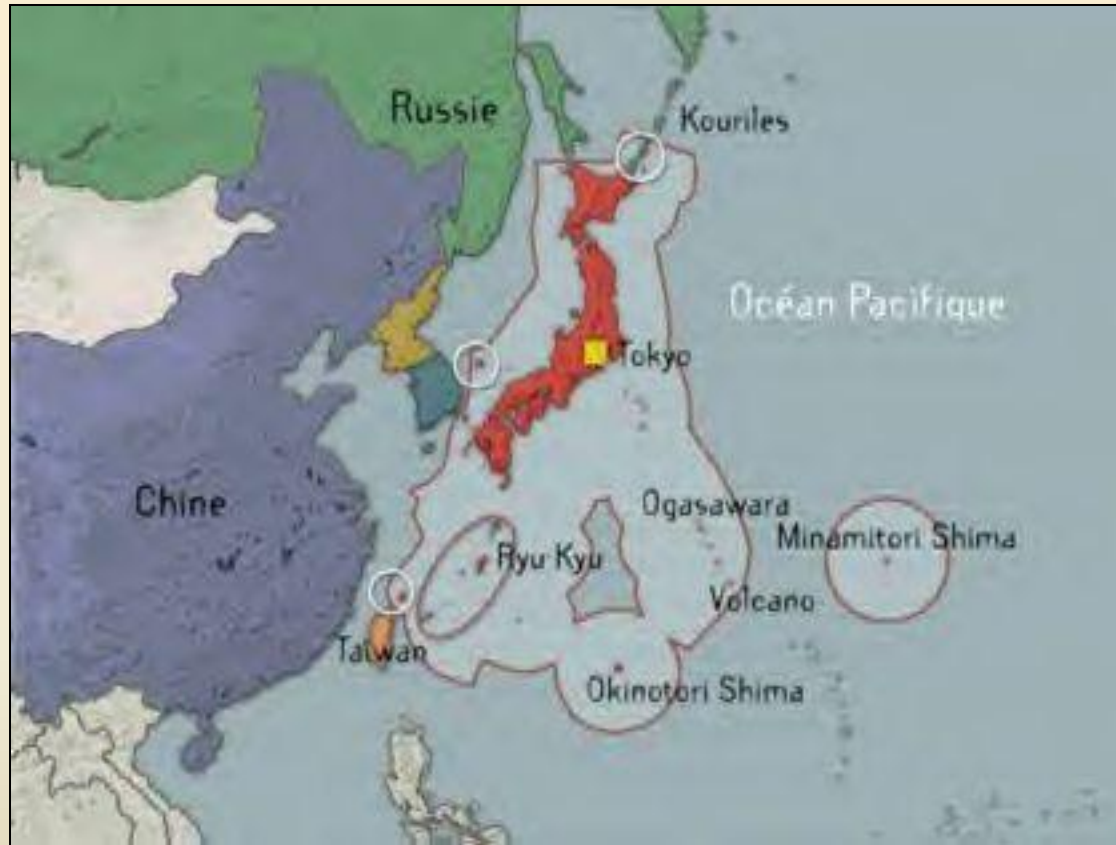 Russie
Kouriles
Océan Pacifique
Tokyo
Chine
Ogasawara
Minamitori Shima
Ryu Kyu
Volcano
Taiwan
Okinotori Shima